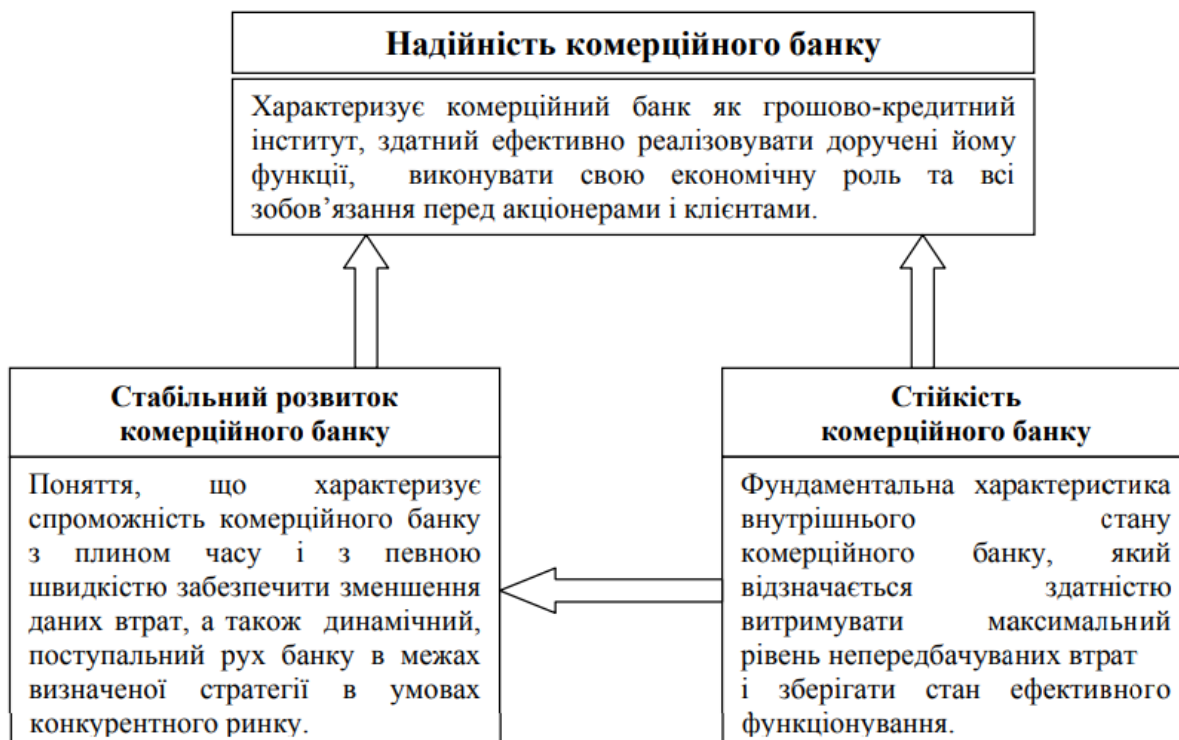 Надійність комерційного банку
Характеризує комерційний банк як грошово-кредитний
інститут, здатний ефективно реалізовувати доручені йому
функції, виконувати свою економічну роль та всі
зобов’язання перед акціонерами і клієнтами.
Стабільний розвиток
комерційного банку
Поняття, що характеризує
спроможність комерційного банку
з плином часу і з певною
швидкістю забезпечити зменшення
даних втрат, а також динамічний,
поступальний рух банку в межах
визначеної стратегії в умовах
конкурентного ринку.
Стійкість
комерційного банку
Фундаментальна характеристика
внутрішнього стану
комерційного банку, який
відзначається здатністю
витримувати максимальний
рівень непередбачуваних втрат
і зберігати стан ефективного
функціонування.